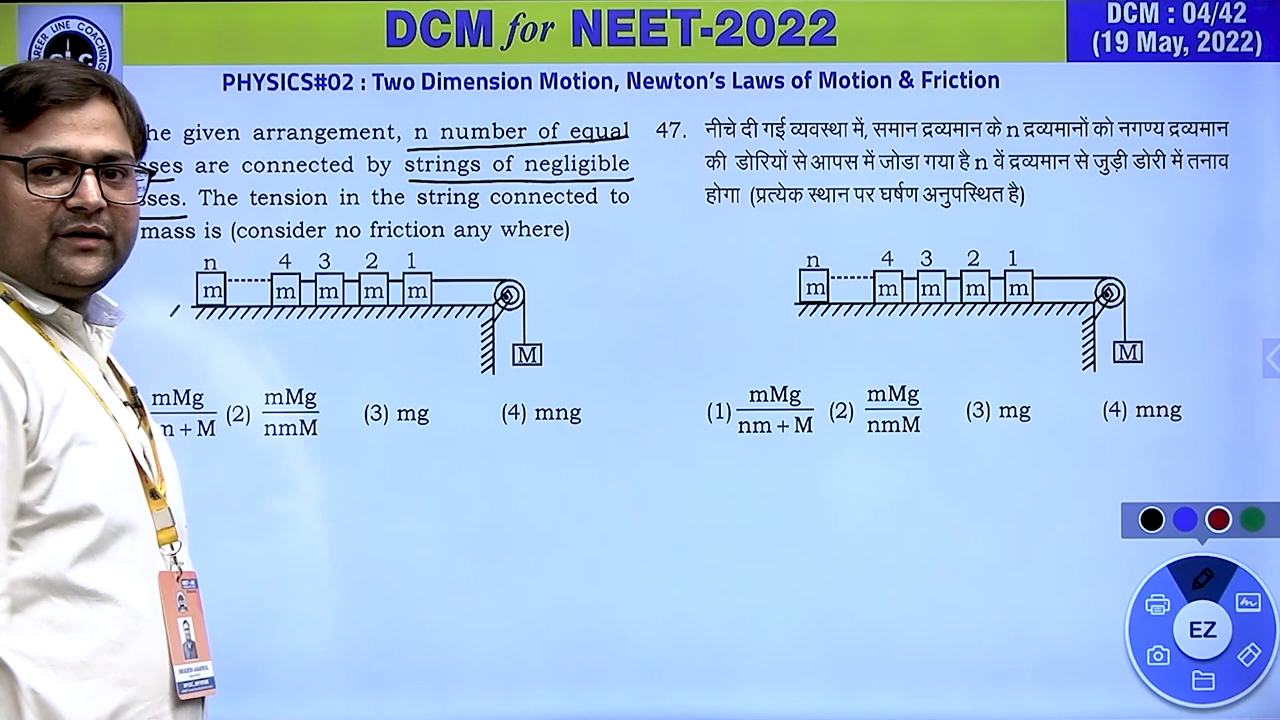 DCM for NEET-2022
DCM : 04/42
(19 May, 2022)
CAREER LINE COACHING
PHYSICS#02 : Two Dimension Motion, Newton's Laws of Motion & Friction
he given arrangement, n number of equal
sses are connected by strings of negligible
sses. The tension in the string connected to
mass is (consider no friction any where)
n 4 3 2 1
m m m m m
M
mMg
m + M
(2) mMg
nmM
(3) mg
(4) mng
47. नीचे दी गई व्यवस्था में, समान द्रव्यमान के n द्रव्यमानों को नगण्य द्रव्यमान
की डोरियों से आपस में जोडा गया है n वें द्रव्यमान से जुड़ी डोरी में तनाव
होगा (प्रत्येक स्थान पर घर्षण अनुपस्थित है)
n 4 3 2 1
m m m m m
M
(1) mMg
nm + M
(2) mMg
nmM
(3) mg
(4) mng
EZ